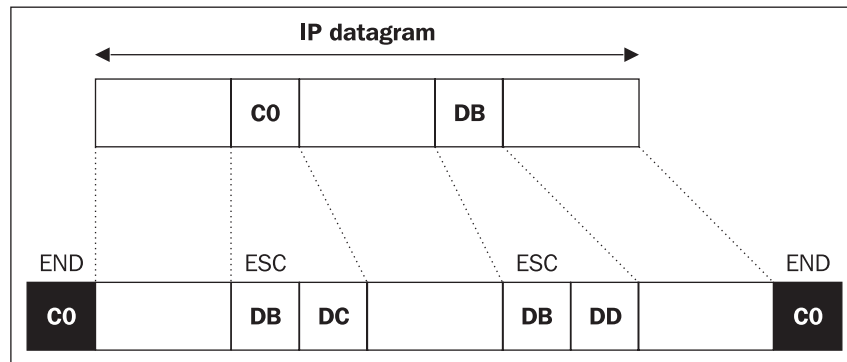 IP datagram
C0 DB
END ESC ESC END
C0 DB DC DB DD C0